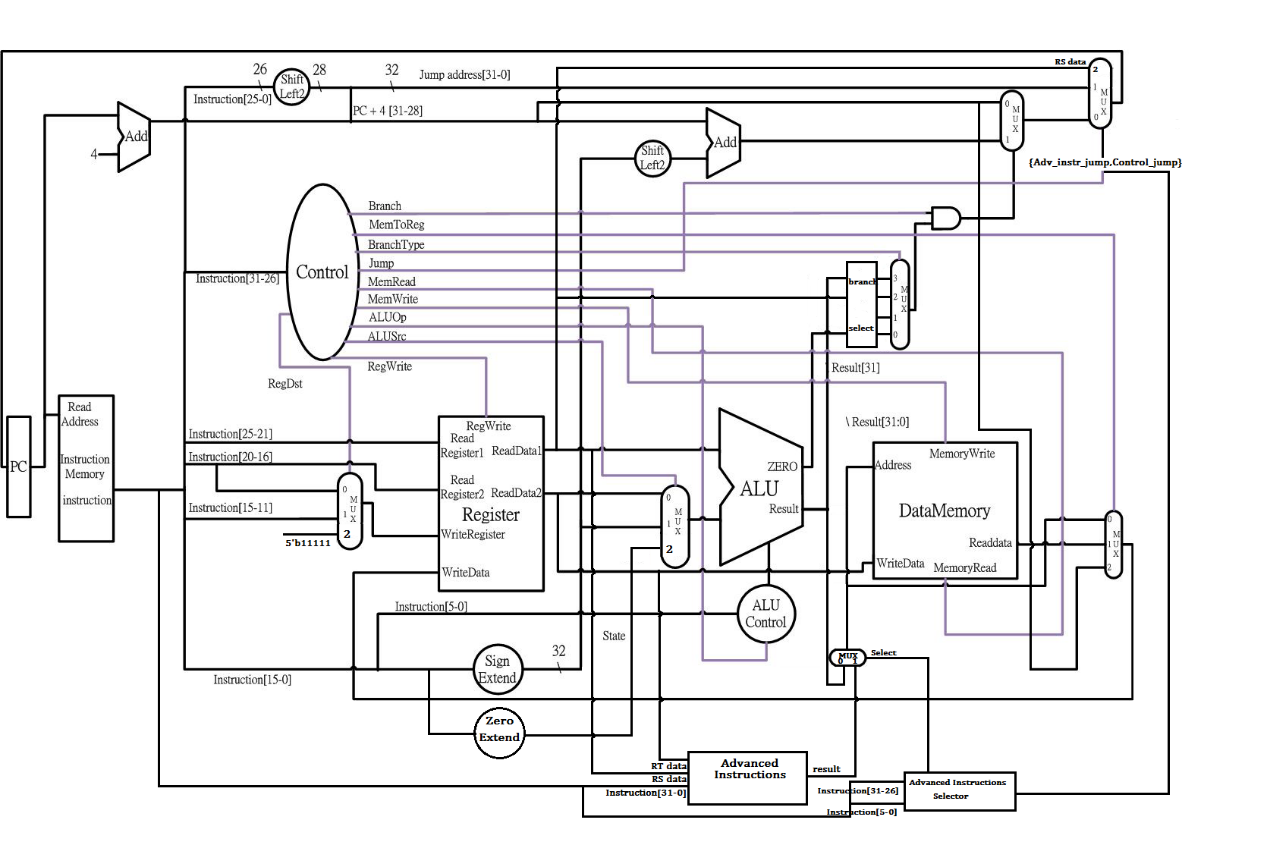 RS data
26
28
32
Jump address[31-0]
Shift
Left2
Instruction[25-0]
2
1
0
M
U
X
PC + 4 [31-28]
0
1
M
U
X
Add
4
Add
Shift
Left2
{Adv_instr_jump,Control_jump}
Branch
MemToReg
BranchType
Jump
MemRead
MemWrite
ALUOp
ALUSrc
RegWrite
RegDst
Control
Instruction[31-26]
branch
select
3
2
1
0
M
U
X
Result[31]
\ Result[31:0]
PC
Read
Address
Instruction
Memory
instruction
Instruction[25-21]
Instruction[20-16]
Instruction[15-11]
5'b11111
0
1
2
M
U
X
RegWrite
Read
Register1
ReadData1
Read
Register2
ReadData2
Register
WriteRegister
WriteData
0
1
2
M
U
X
ZERO
ALU
Result
MemoryWrite
Address
DataMemory
Readdata
WriteData
MemoryRead
0
1
2
M
U
X
Instruction[5-0]
ALU
Control
State
Sign
Extend
32
Instruction[15-0]
MUX
0 1
Select
Zero
Extend
RT data
RS data
Instruction[31-0]
Advanced
Instructions
result
Instruction[31-26]
Instruction[5-0]
Advanced Instructions
Selector